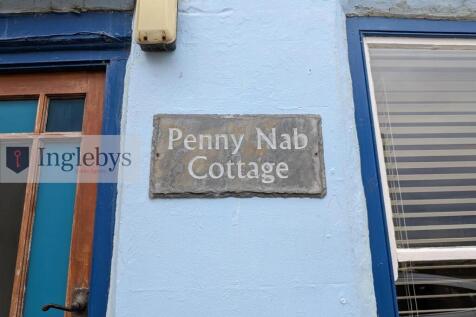 Penny Nab
Cottage
Inglebys